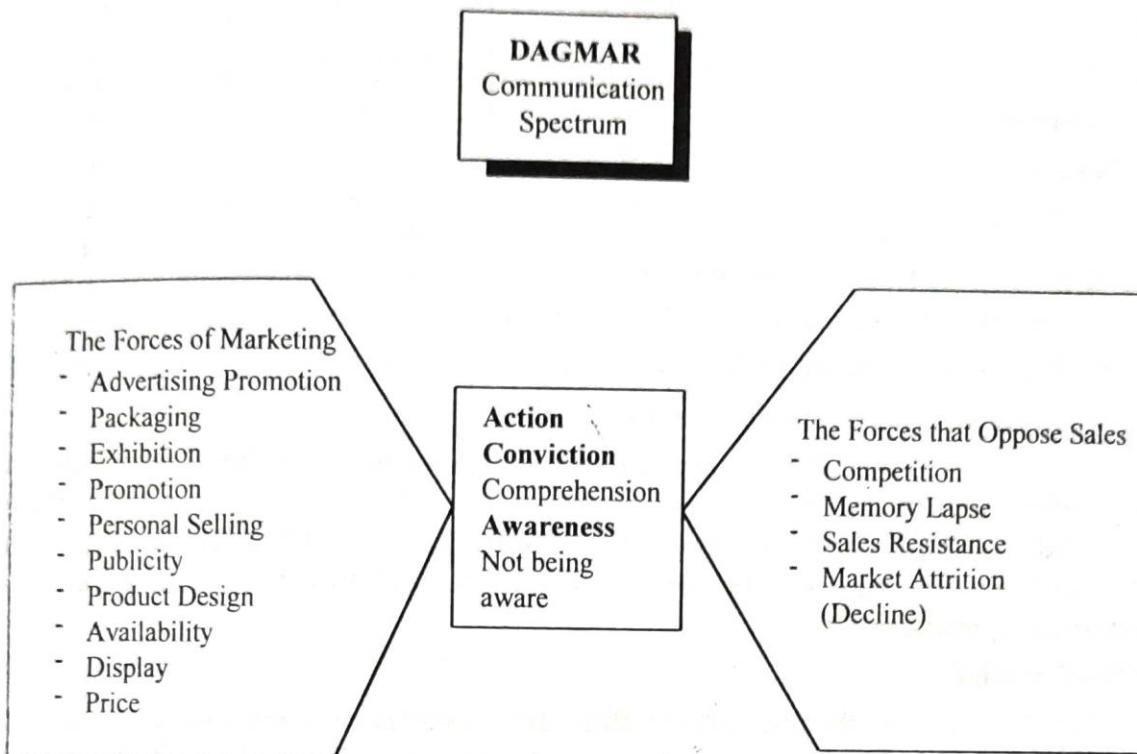 DAGMAR
Communication
Spectrum
The Forces of Marketing
- Advertising Promotion
- Packaging
- Exhibition
- Promotion
- Personal Selling
- Publicity
- Product Design
- Availability
- Display
- Price
Action
Conviction
Comprehension
Awareness
Not being
aware
The Forces that Oppose Sales
- Competition
- Memory Lapse
- Sales Resistance
- Market Attrition
(Decline)